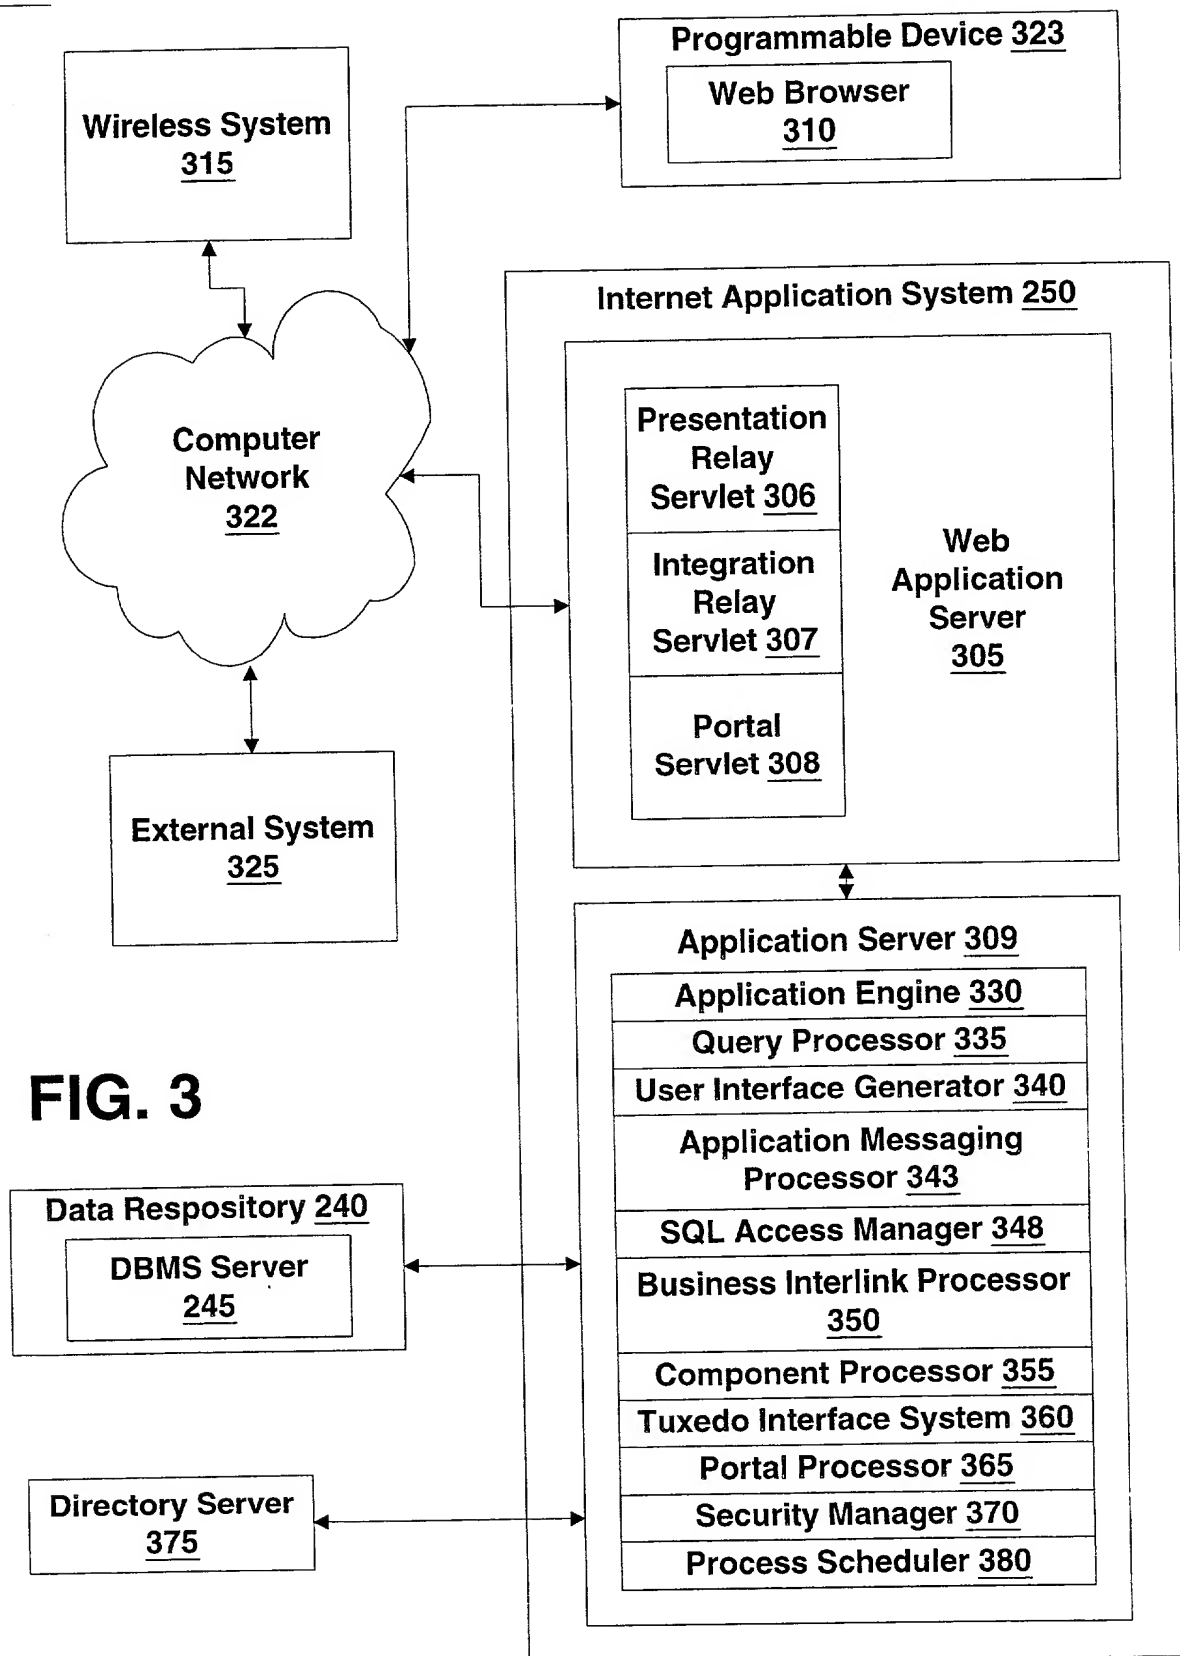 Programmable Device 323
Web Browser
310
Wireless System
315
Internet Application System 250
Presentation
Relay
Servlet 306
Computer
Network
322
Integration
Relay
Servlet 307
Web
Application
Server
305
Portal
Servlet 308
External System
325
Application Server 309
Application Engine 330
Query Processor 335
User Interface Generator 340
Application Messaging
Processor 343
SQL Access Manager 348
Business Interlink Processor
350
Component Processor 355
Tuxedo Interface System 360
Portal Processor 365
Security Manager 370
Process Scheduler 380
FIG. 3
Data Respository 240
DBMS Server
245
Directory Server
375